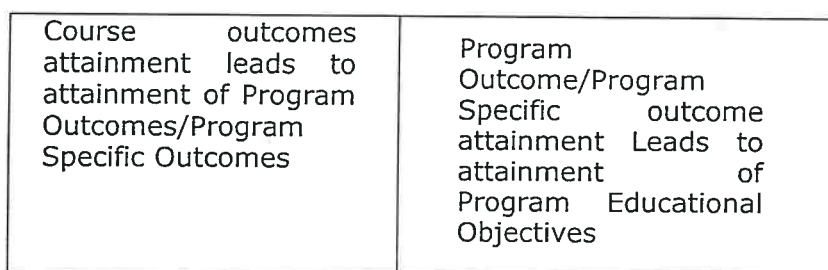 Course outcomes
attainment leads to
attainment of Program
Outcomes/Program
Specific Outcomes
Program
Outcome/Program
Specific outcome
attainment Leads to
attainment of
Program Educational
Objectives